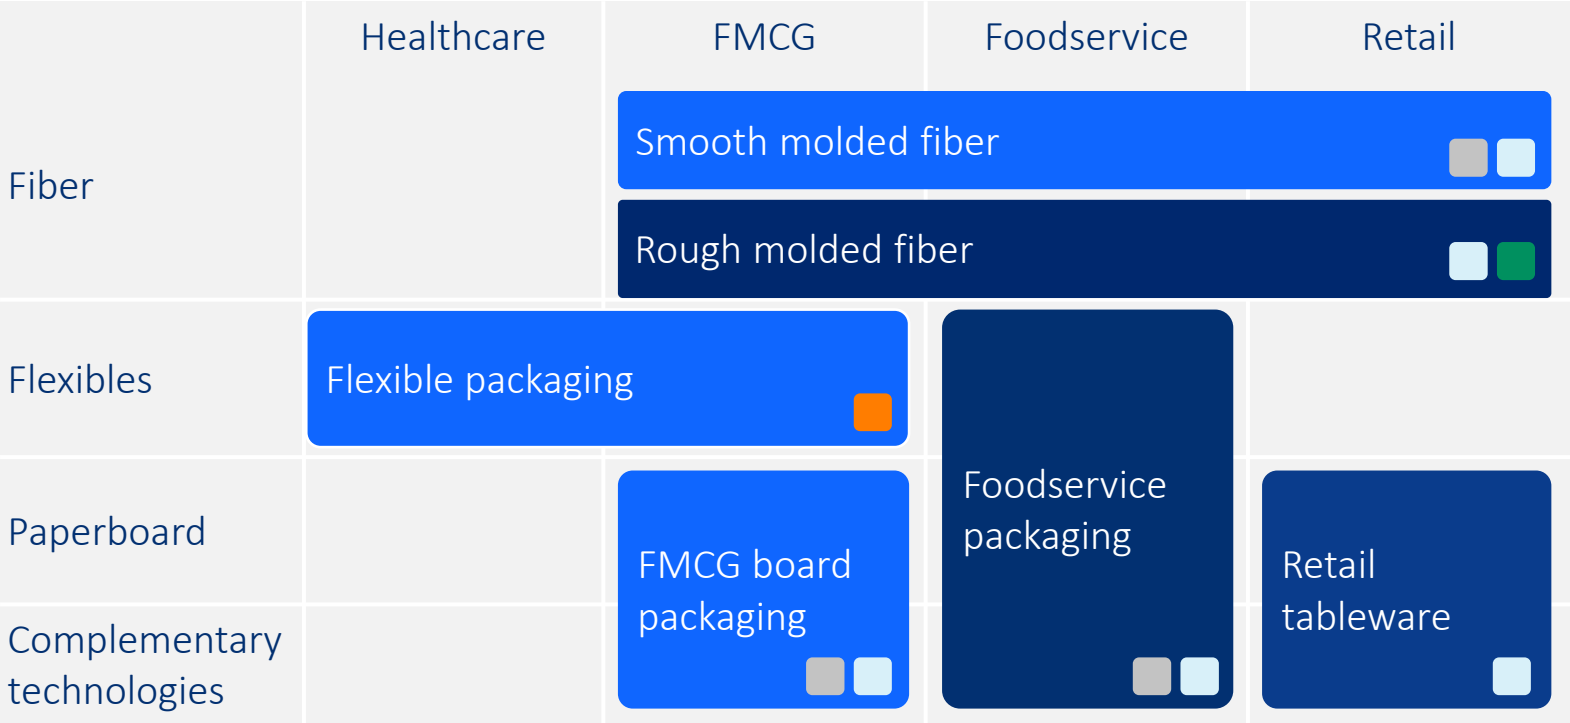 Healthcare
FMCG
Foodservice
Retail
Fiber
Smooth molded fiber
Rough molded fiber
Flexibles
Flexible packaging
Foodservice
packaging
Paperboard
FMCG board
packaging
Retail
tableware
Complementary
technologies